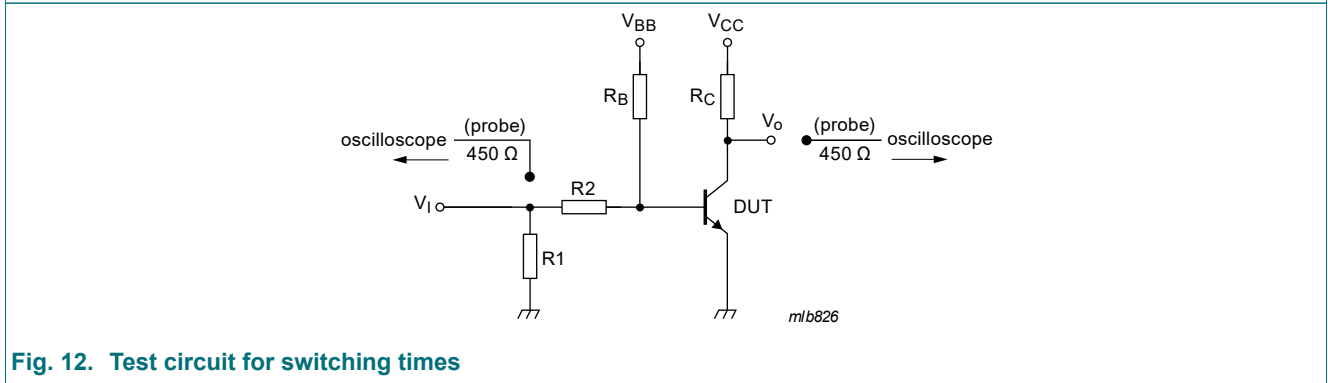 VBB VCC
RB RC
oscilloscope (probe) 450 Ω
Vo (probe) 450 Ω oscilloscope
VI R2 DUT
R1
mlb826
Fig. 12. Test circuit for switching times